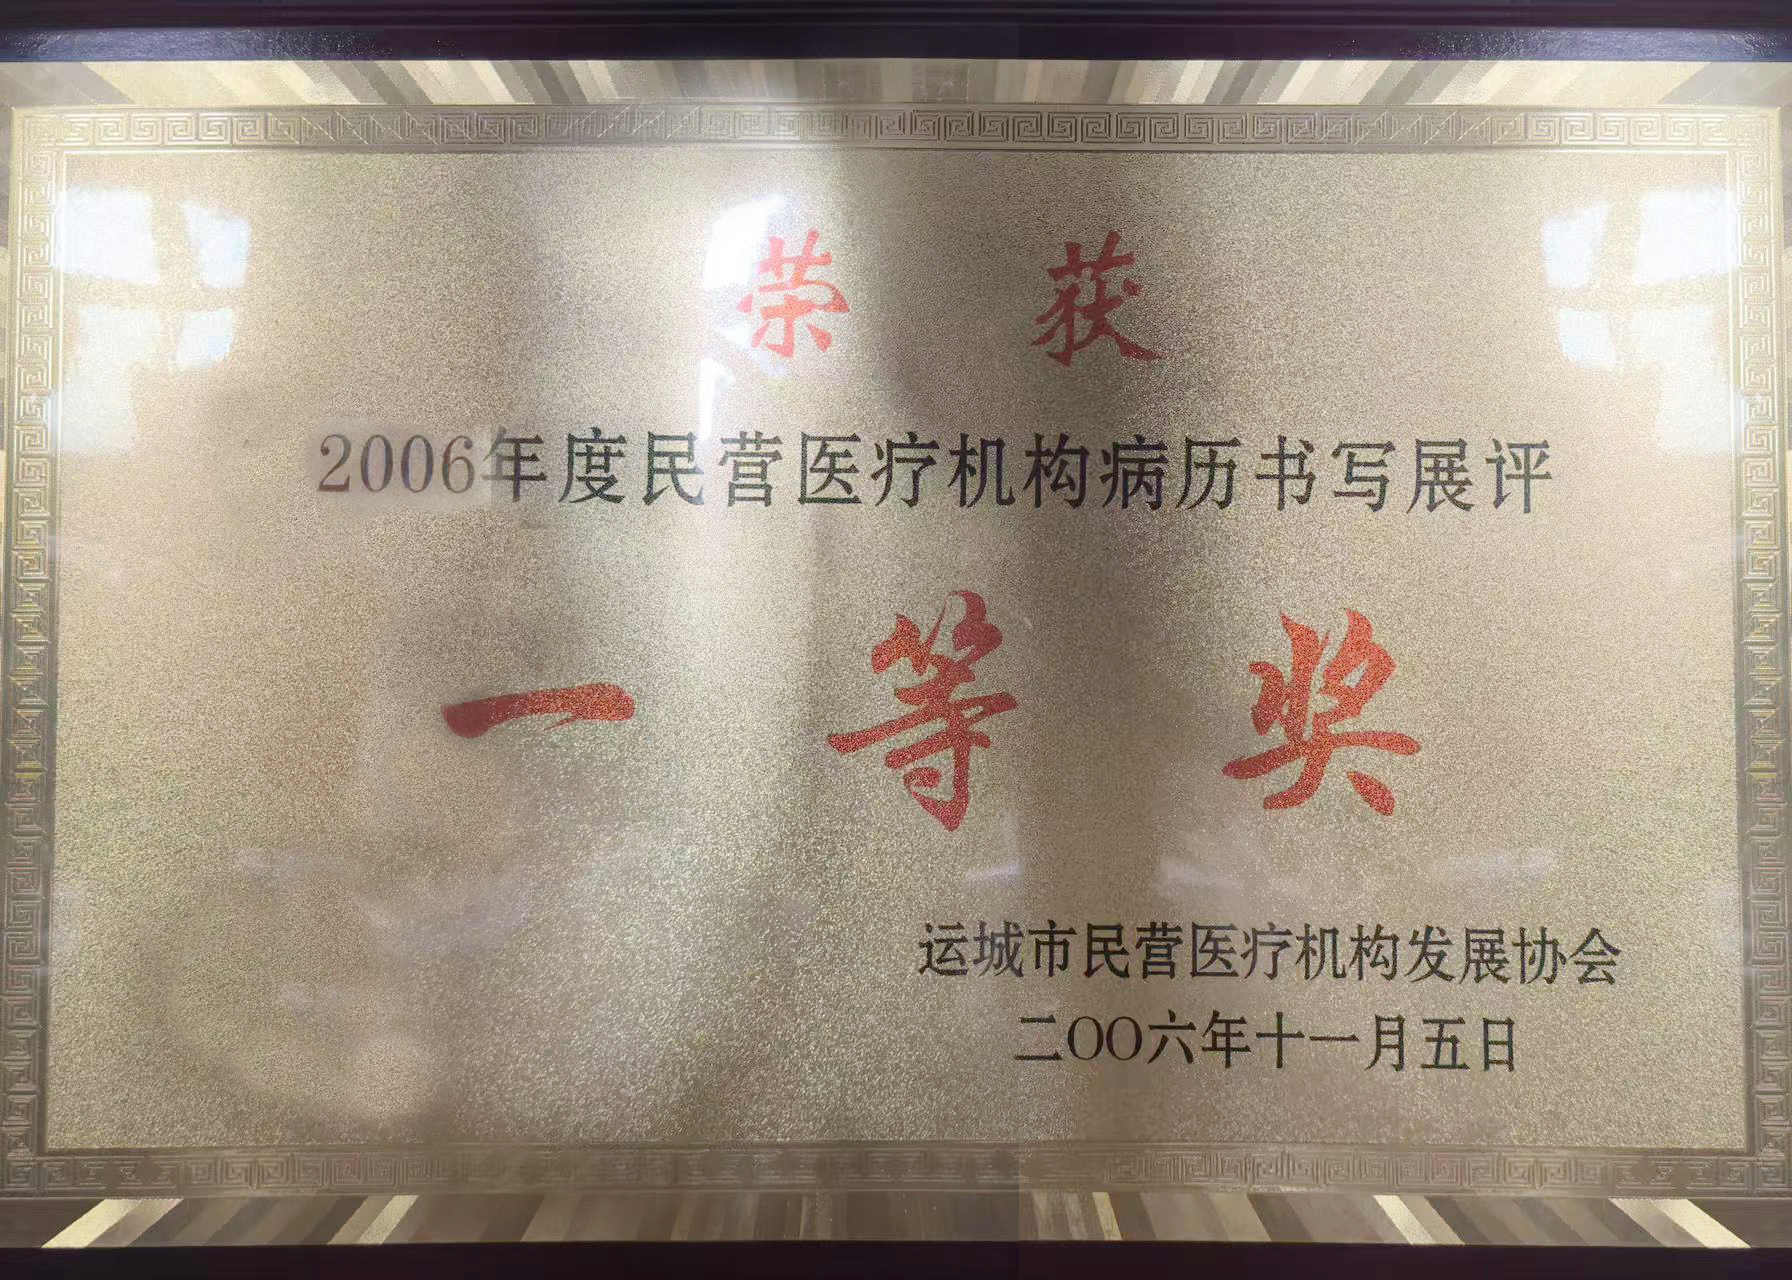 荣获
2006年度民营医疗机构病历书写展评
一等奖
运城市民营医疗机构发展协会
二〇〇六年十一月五日